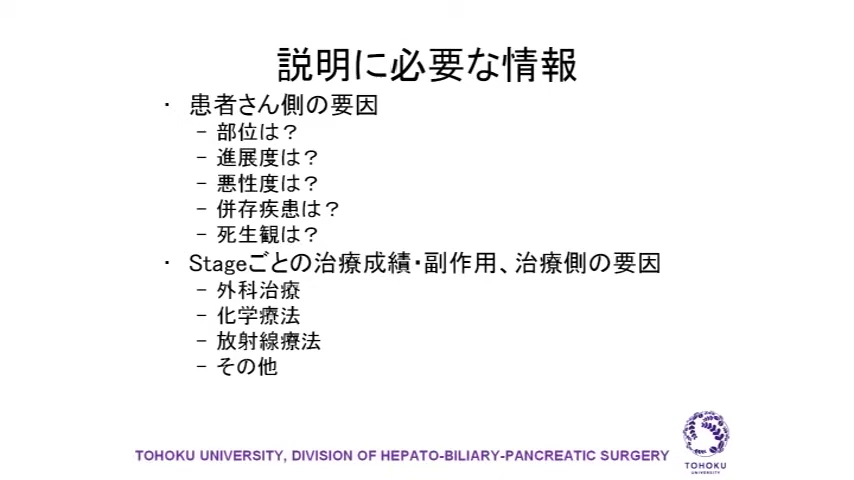 説明に必要な情報
・ 患者さん側の要因
– 部位は？
– 進展度は？
– 悪性度は？
– 併存疾患は？
– 死生観は？
・ Stageごとの治療成績・副作用、治療側の要因
– 外科治療
– 化学療法
– 放射線療法
– その他
TOHOKU UNIVERSITY, DIVISION OF HEPATO-BILIARY-PANCREATIC SURGERY
TOHOKU
UNIVERSITY